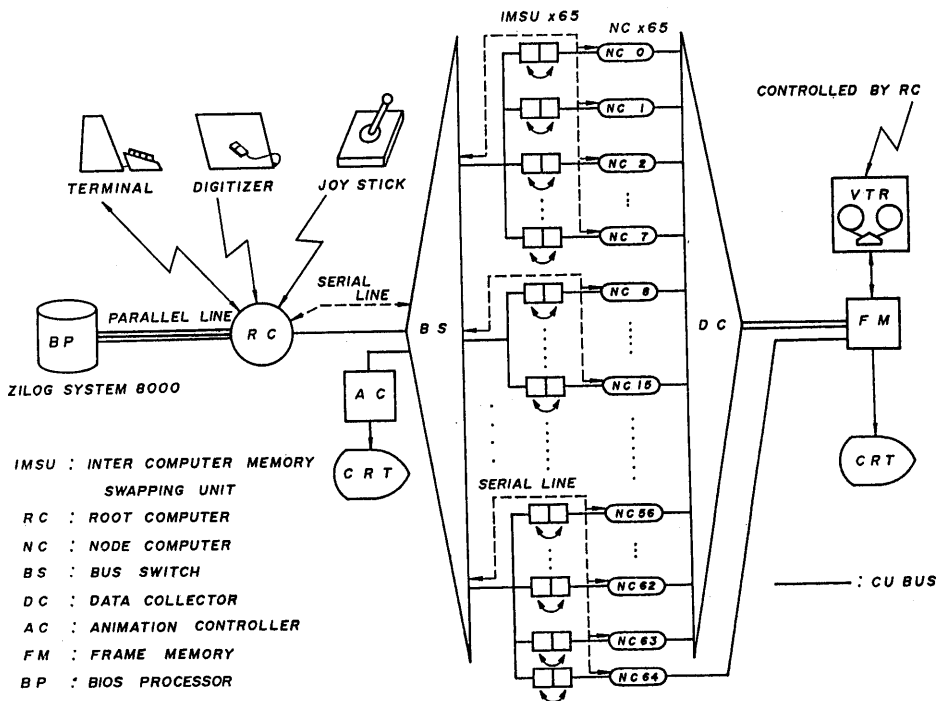 IMSU x65
NC x65
NC 0
NC 1
NC 2
NC 7
NC 8
NC 15
NC 56
NC 62
NC 63
NC 64
CONTROLLED BY RC
VTR
TERMINAL
DIGITIZER
JOY STICK
SERIAL
LINE
PARALLEL LINE
BP
RC
BS
DC
FM
ZILOG SYSTEM 8000
AC
CRT
CRT
SERIAL LINE
IMSU : INTER COMPUTER MEMORY
SWAPPING UNIT
RC : ROOT COMPUTER
NC : NODE COMPUTER
BS : BUS SWITCH
DC : DATA COLLECTOR
AC : ANIMATION CONTROLLER
FM : FRAME MEMORY
BP : BIOS PROCESSOR
: CU BUS